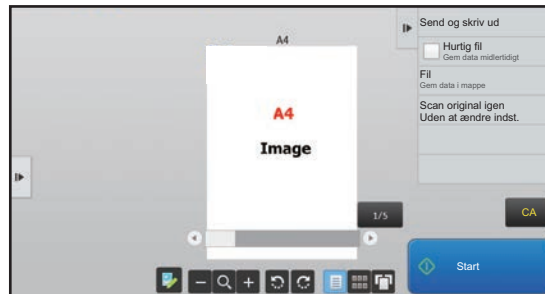 A4
A4
Image
1/5
Send og skriv ud
Hurtig fil
Gem data midlertidigt
Fil
Gem data i mappe
Scan original igen
Uden at ændre indst.
CA
Start